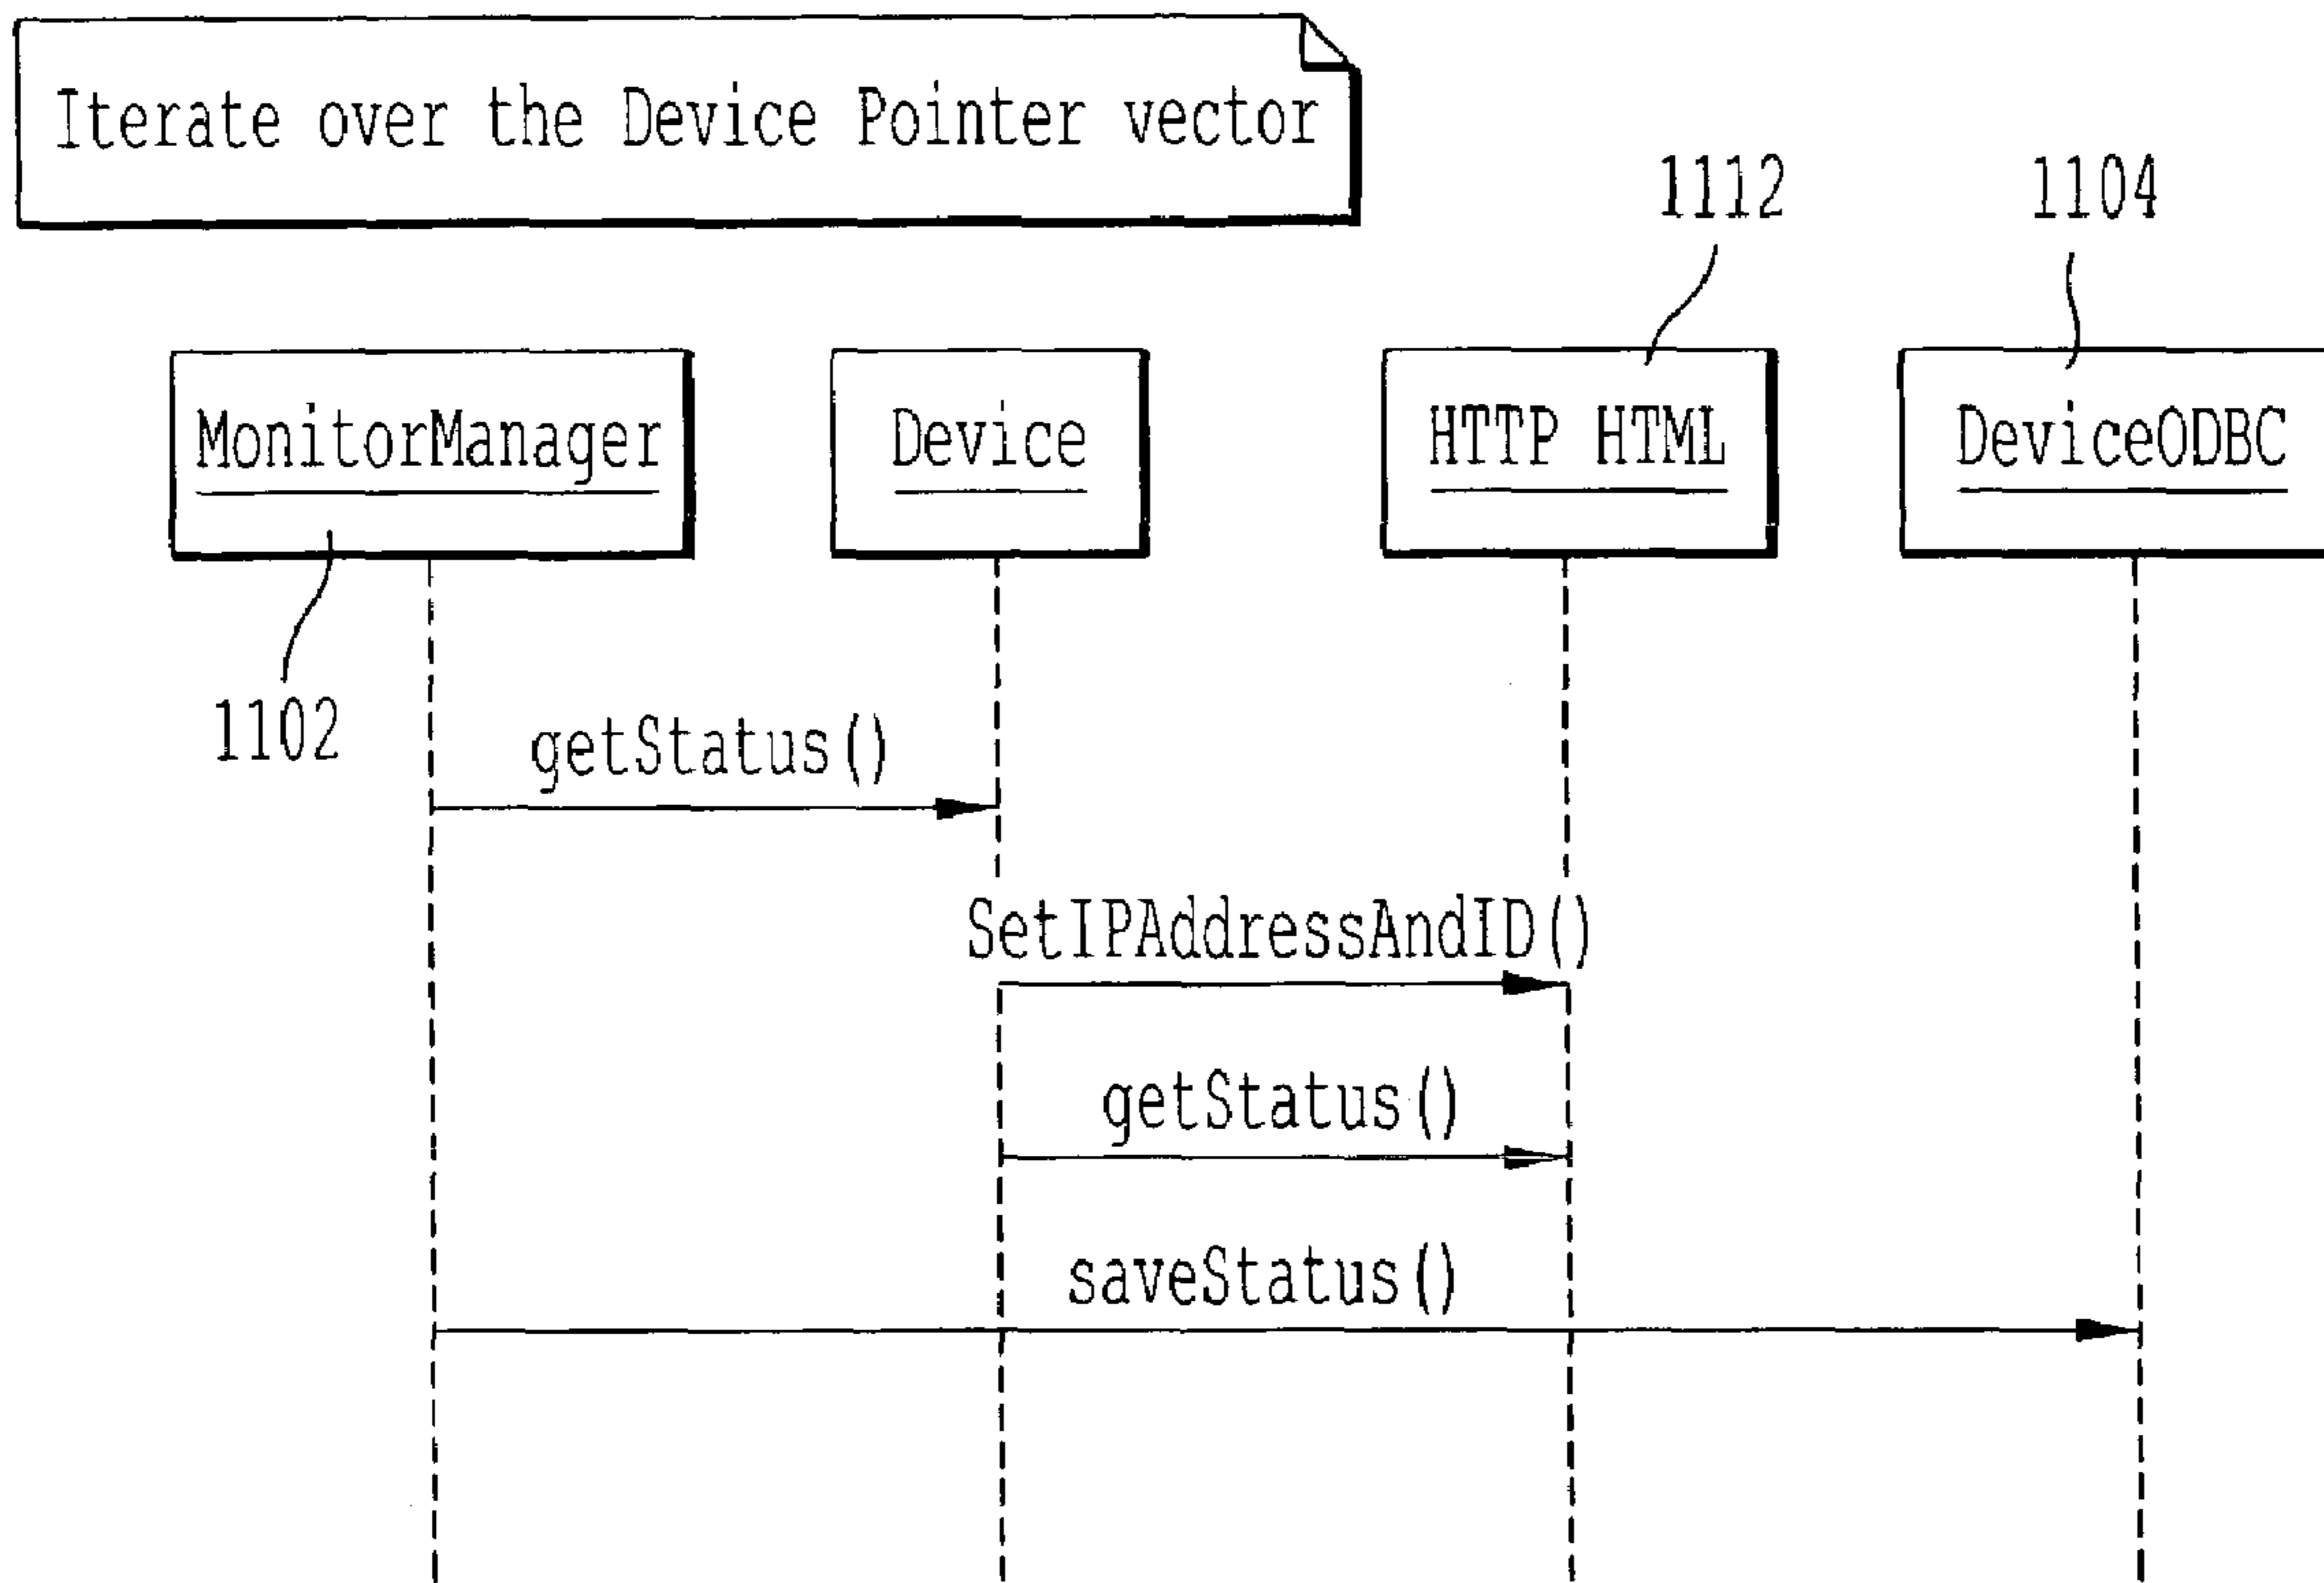 Iterate over the Device Pointer vector
1112
1104
MonitorManager
Device
HTTP HTML
DeviceODBC
1102
getStatus()
SetIPAddressAndID()
getStatus()
saveStatus()